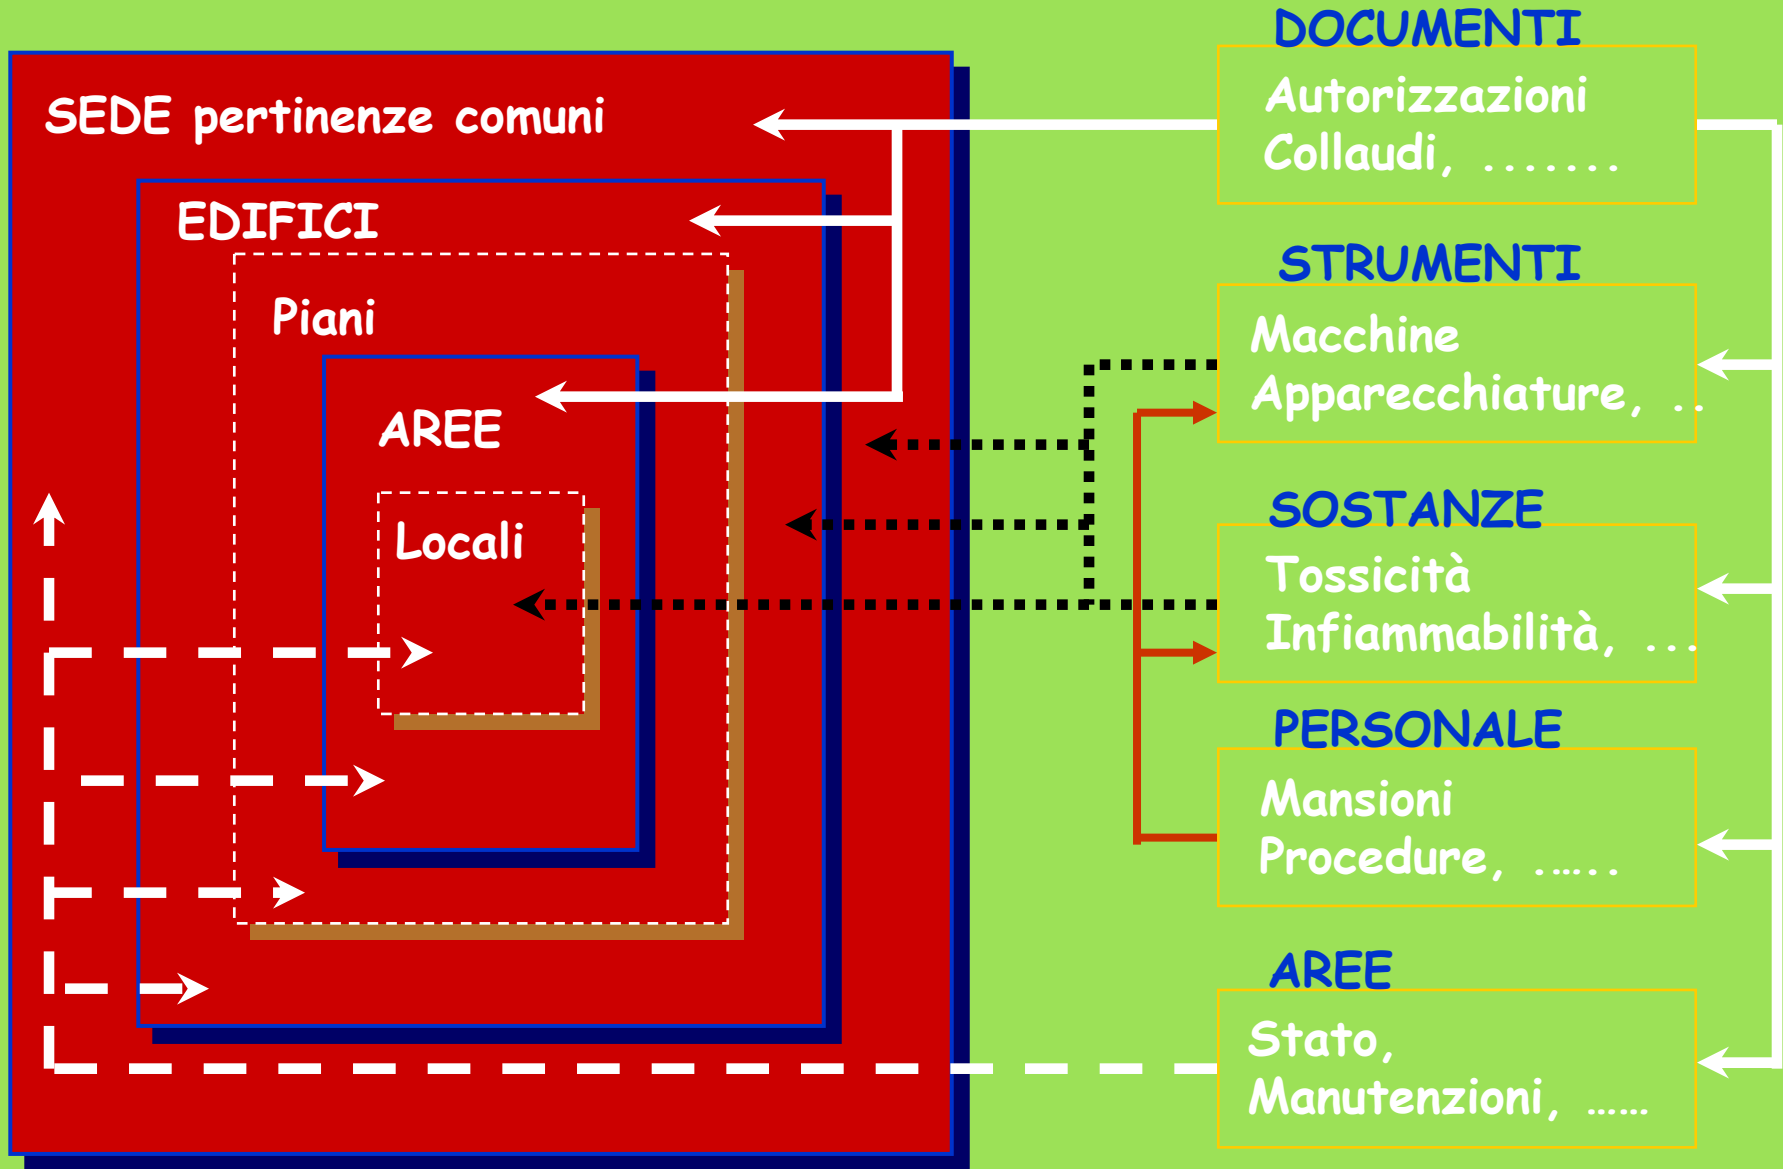 SEDE pertinenze comuni
EDIFICI
Piani
AREE
Locali
DOCUMENTI
Autorizzazioni
Collaudi, .......
STRUMENTI
Macchine
Apparecchiature, ..
SOSTANZE
Tossicità
Infiammabilità, ...
PERSONALE
Mansioni
Procedure, ......
AREE
Stato,
Manutenzioni, ......